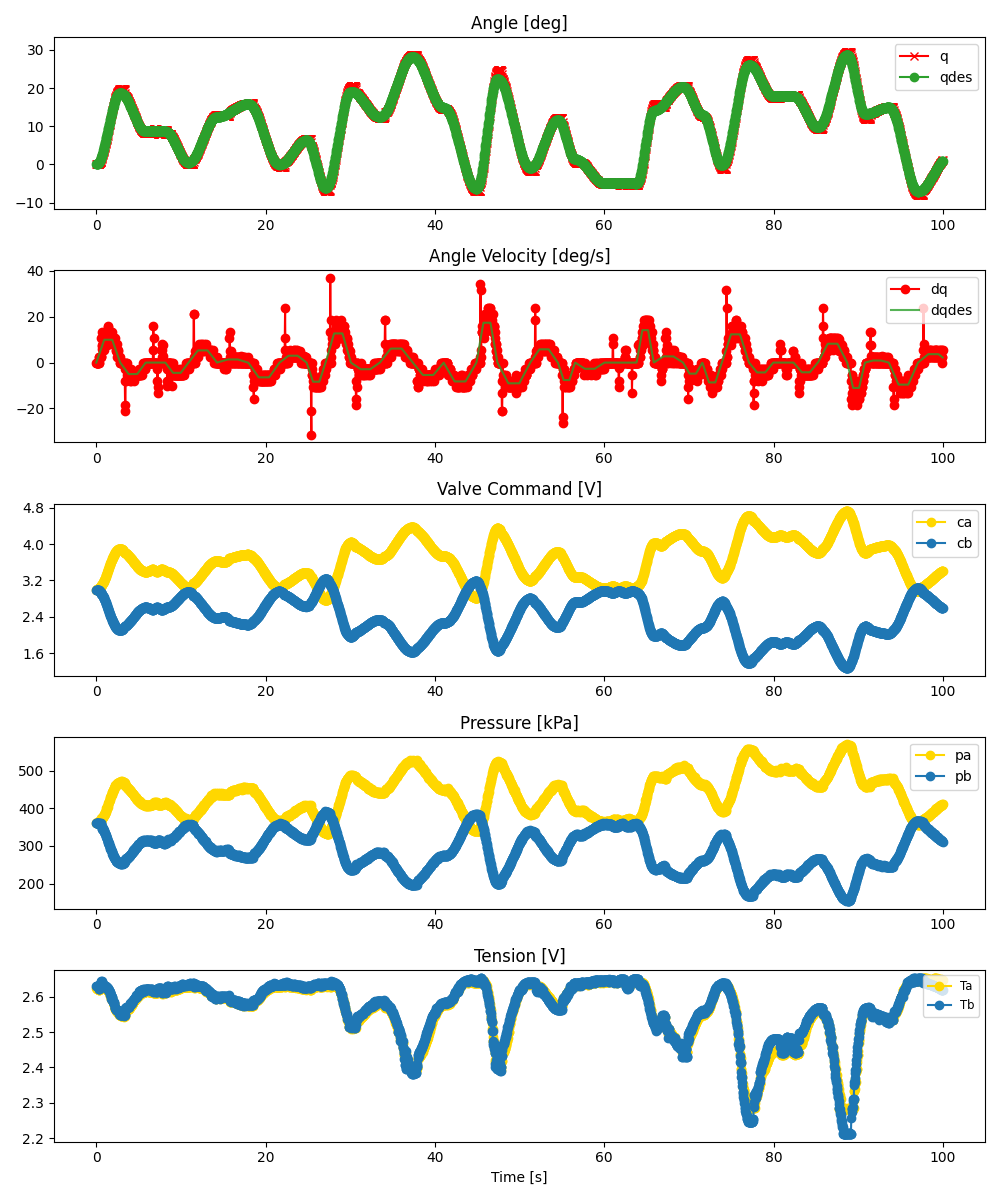 Angle [deg]
30
20
10
0
−10
q
qdes
0 20 40 60 80 100
Angle Velocity [deg/s]
40
20
0
−20
dq
dqdes
0 20 40 60 80 100
Valve Command [V]
4.8
4.0
3.2
2.4
1.6
ca
cb
0 20 40 60 80 100
Pressure [kPa]
500
400
300
200
pa
pb
0 20 40 60 80 100
Tension [V]
2.6
2.5
2.4
2.3
2.2
Ta
Tb
0 20 40 60 80 100
Time [s]